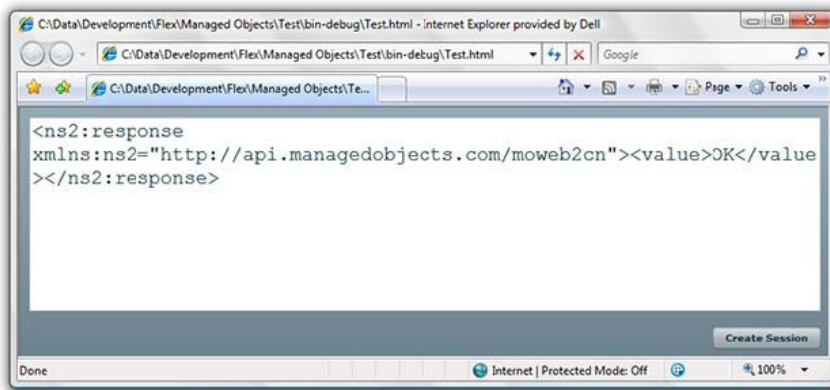 C:\Data\Development\Flex\Managed Objects\Test\bin-debug\Test.html - Internet Explorer provided by Dell
C:\Data\Development\Flex\Managed Objects\Test\bin-debug\Test.html
Google
C:\Data\Development\Flex\Managed Objects\Te...
Page
Tools
<ns2:response
xmlns:ns2="http://api.managedobjects.com/moweb2cn"><value>OK</value
></ns2:response>
Create Session
Done
Internet | Protected Mode: Off
100%